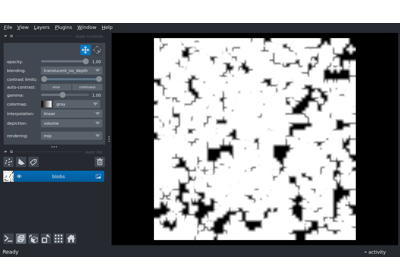 File View Layers Plugins Window Help
opacity: 1.00
blending: translucent_no_depth
contrast limits:
auto-contrast: once continuous
gamma: 1.00
colormap: gray
interpolation: linear
depiction: volume
rendering: mip
blobs
Ready activity